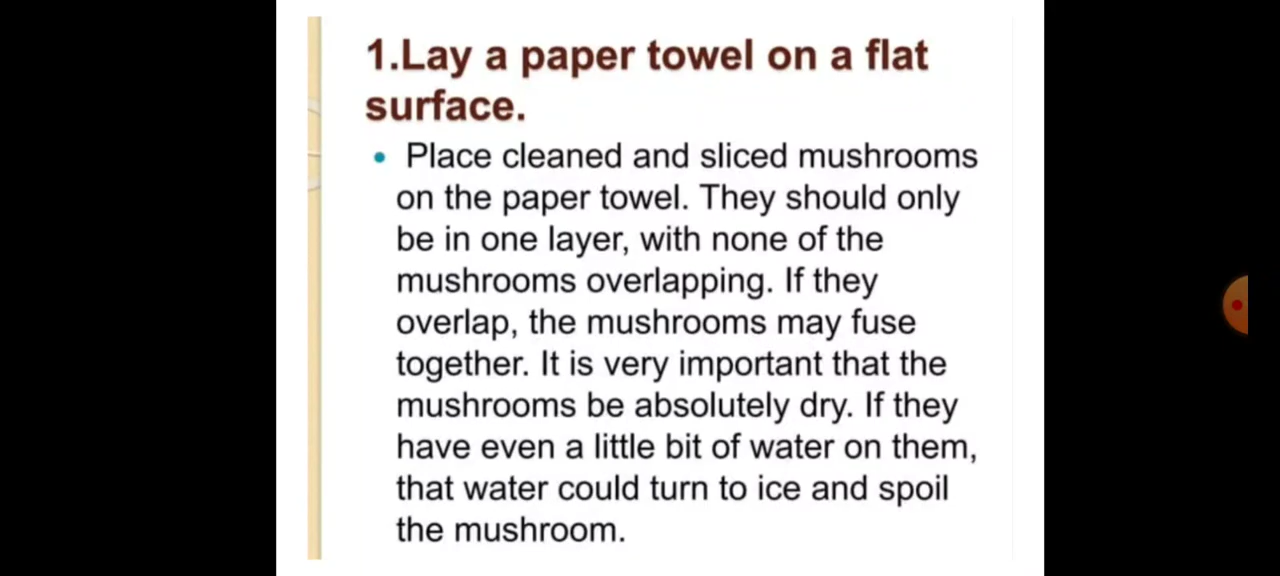 1.Lay a paper towel on a flat
surface.
• Place cleaned and sliced mushrooms
on the paper towel. They should only
be in one layer, with none of the
mushrooms overlapping. If they
overlap, the mushrooms may fuse
together. It is very important that the
mushrooms be absolutely dry. If they
have even a little bit of water on them,
that water could turn to ice and spoil
the mushroom.